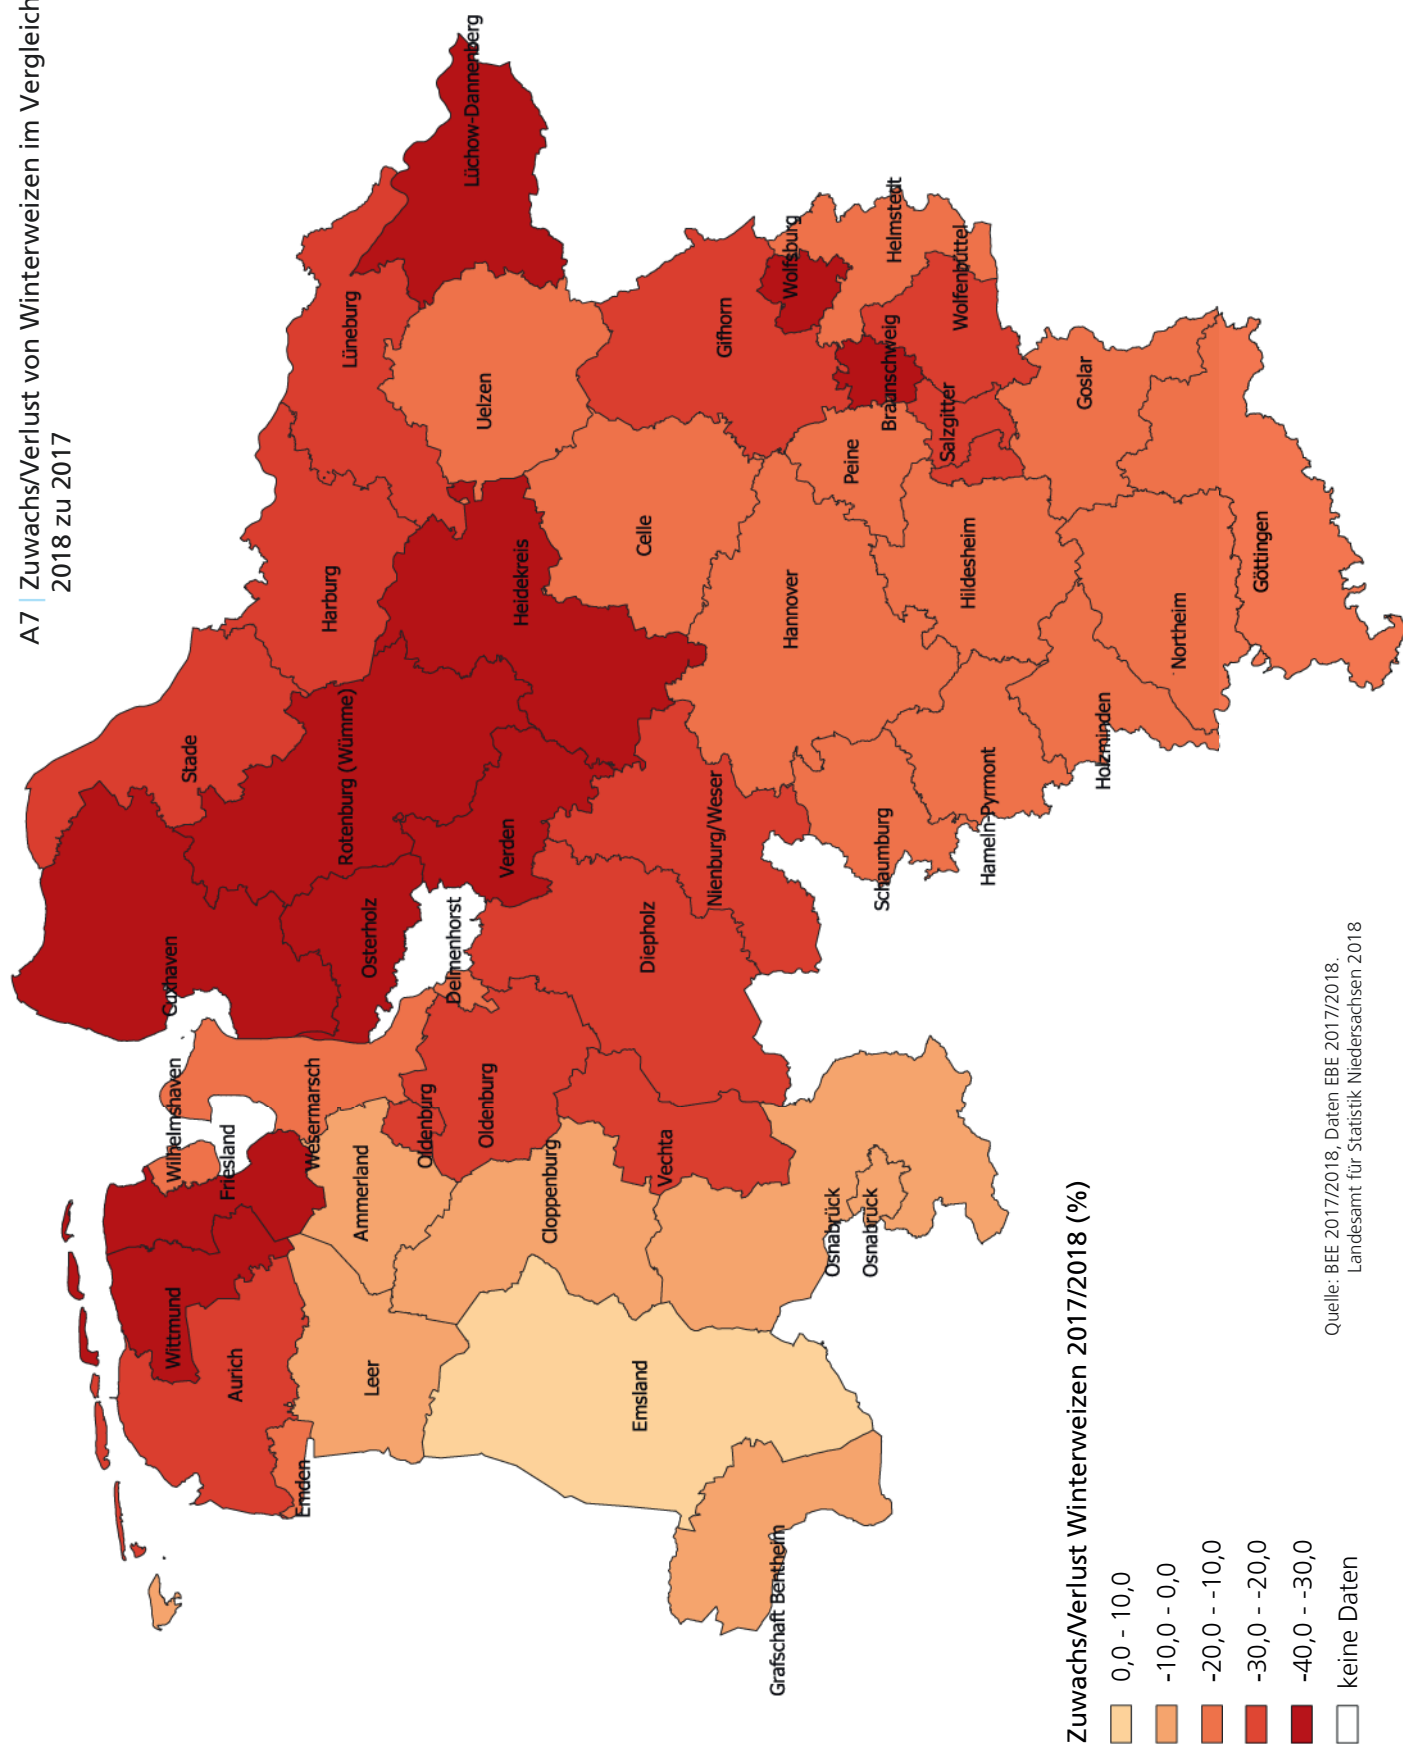 A7 | Zuwachs/Verlust von Winterweizen im Vergleich
2018 zu 2017
Lüchow-Dannenberg
Lüneburg
Uelzen
Harburg
Stade
Cuxhaven
Rotenburg (Wümme)
Osterholz
Heidekreis
Verden
Celle
Gifhorn
Wolfsburg
Helmstedt
Braunschweig
Wolfenbüttel
Salzgitter
Peine
Goslar
Hannover
Hildesheim
Göttingen
Northeim
Holzminden
Hameln-Pyrmont
Schaumburg
Nienburg/Weser
Diepholz
Delmenhorst
Wilhelmshaven
Friesland
Wesermarsch
Oldenburg
Oldenburg
Ammerland
Cloppenburg
Vechta
Osnabrück
Osnabrück
Wittmund
Aurich
Emden
Leer
Emsland
Grafschaft Bentheim
Zuwachs/Verlust Winterweizen 2017/2018 (%)
0,0 - 10,0
-10,0 - 0,0
-20,0 - -10,0
-30,0 - -20,0
-40,0 - -30,0
keine Daten
Quelle: BEE 2017/2018, Daten EBE 2017/2018.
Landesamt für Statistik Niedersachsen 2018